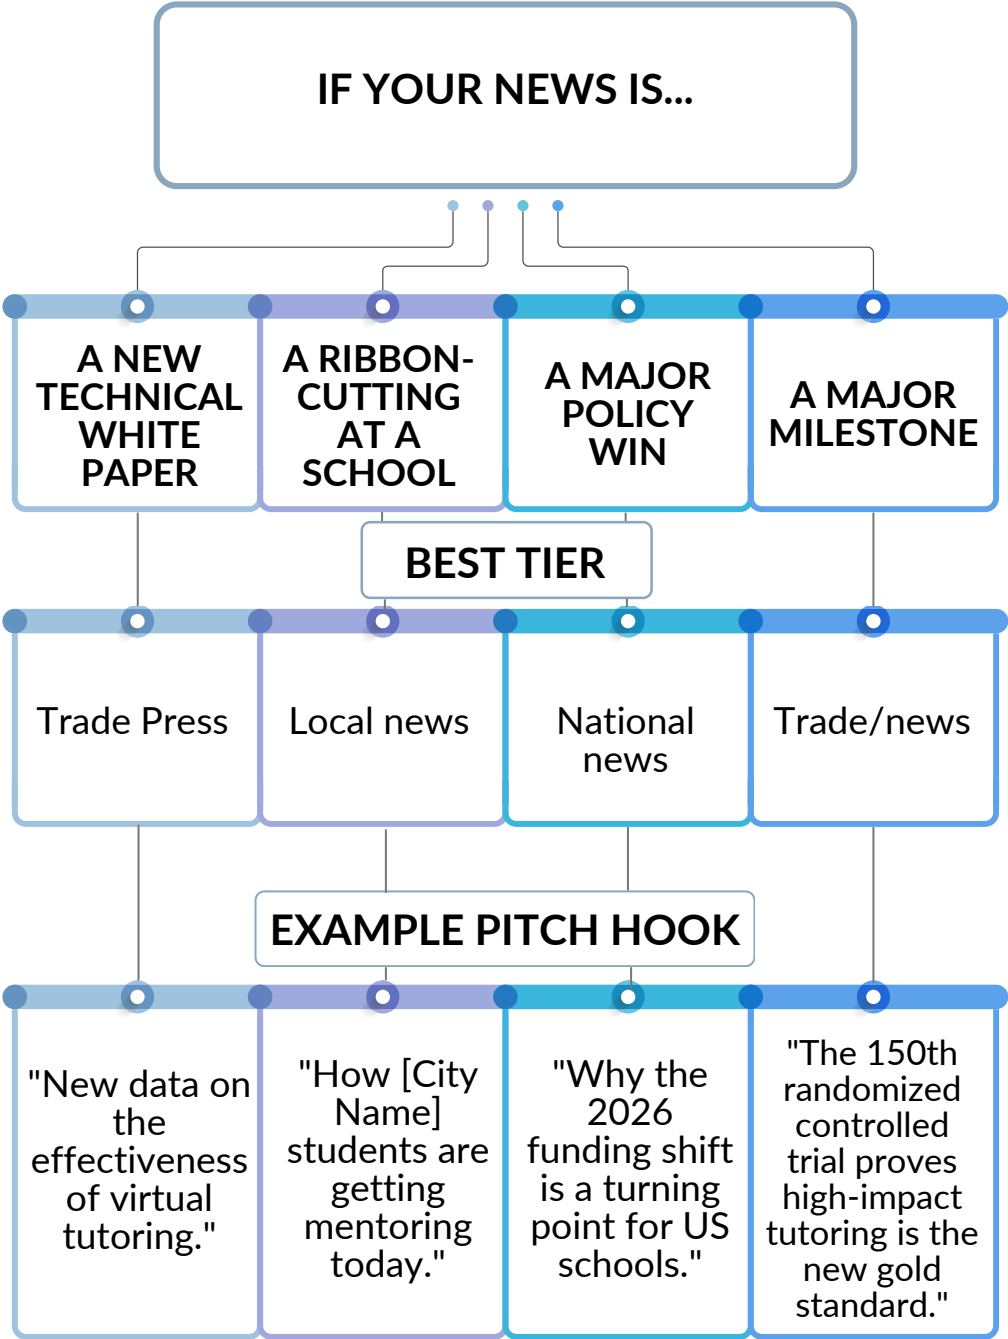 IF YOUR NEWS IS...
A NEW
TECHNICAL
WHITE
PAPER
A RIBBON-
CUTTING
AT A
SCHOOL
A MAJOR
POLICY
WIN
A MAJOR
MILESTONE
BEST TIER
Trade Press
Local news
National
news
Trade/news
EXAMPLE PITCH HOOK
"New data on
the
effectiveness
of virtual
tutoring."
"How [City
Name]
students are
getting
mentoring
today."
"Why the
2026
funding shift
is a turning
point for US
schools."
"The 150th
randomized
controlled
trial proves
high-impact
tutoring is the
new gold
standard."